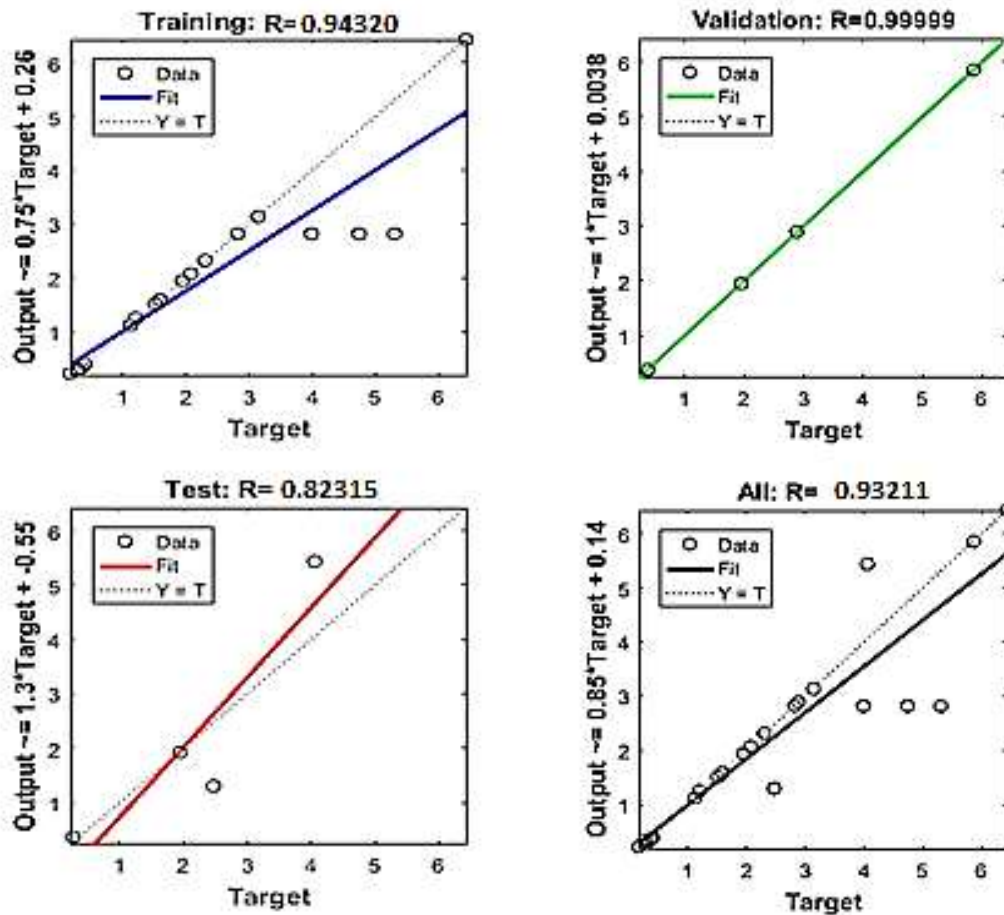 Training: R=0.94320
Output ~= 0.75*Target + 0.26
Data
Fit
Y = T
6
5
4
3
2
1
1 2 3 4 5 6
Target
Validation: R=0.99999
Output ~= 1*Target + 0.0038
Data
Fit
Y = T
6
5
4
3
2
1
1 2 3 4 5 6
Target
Test: R= 0.82315
Output ~= 1.3*Target + -0.55
Data
Fit
Y = T
6
5
4
3
2
1
1 2 3 4 5 6
Target
All: R= 0.93211
Output ~= 0.85*Target + 0.14
Data
Fit
Y = T
6
5
4
3
2
1
1 2 3 4 5 6
Target